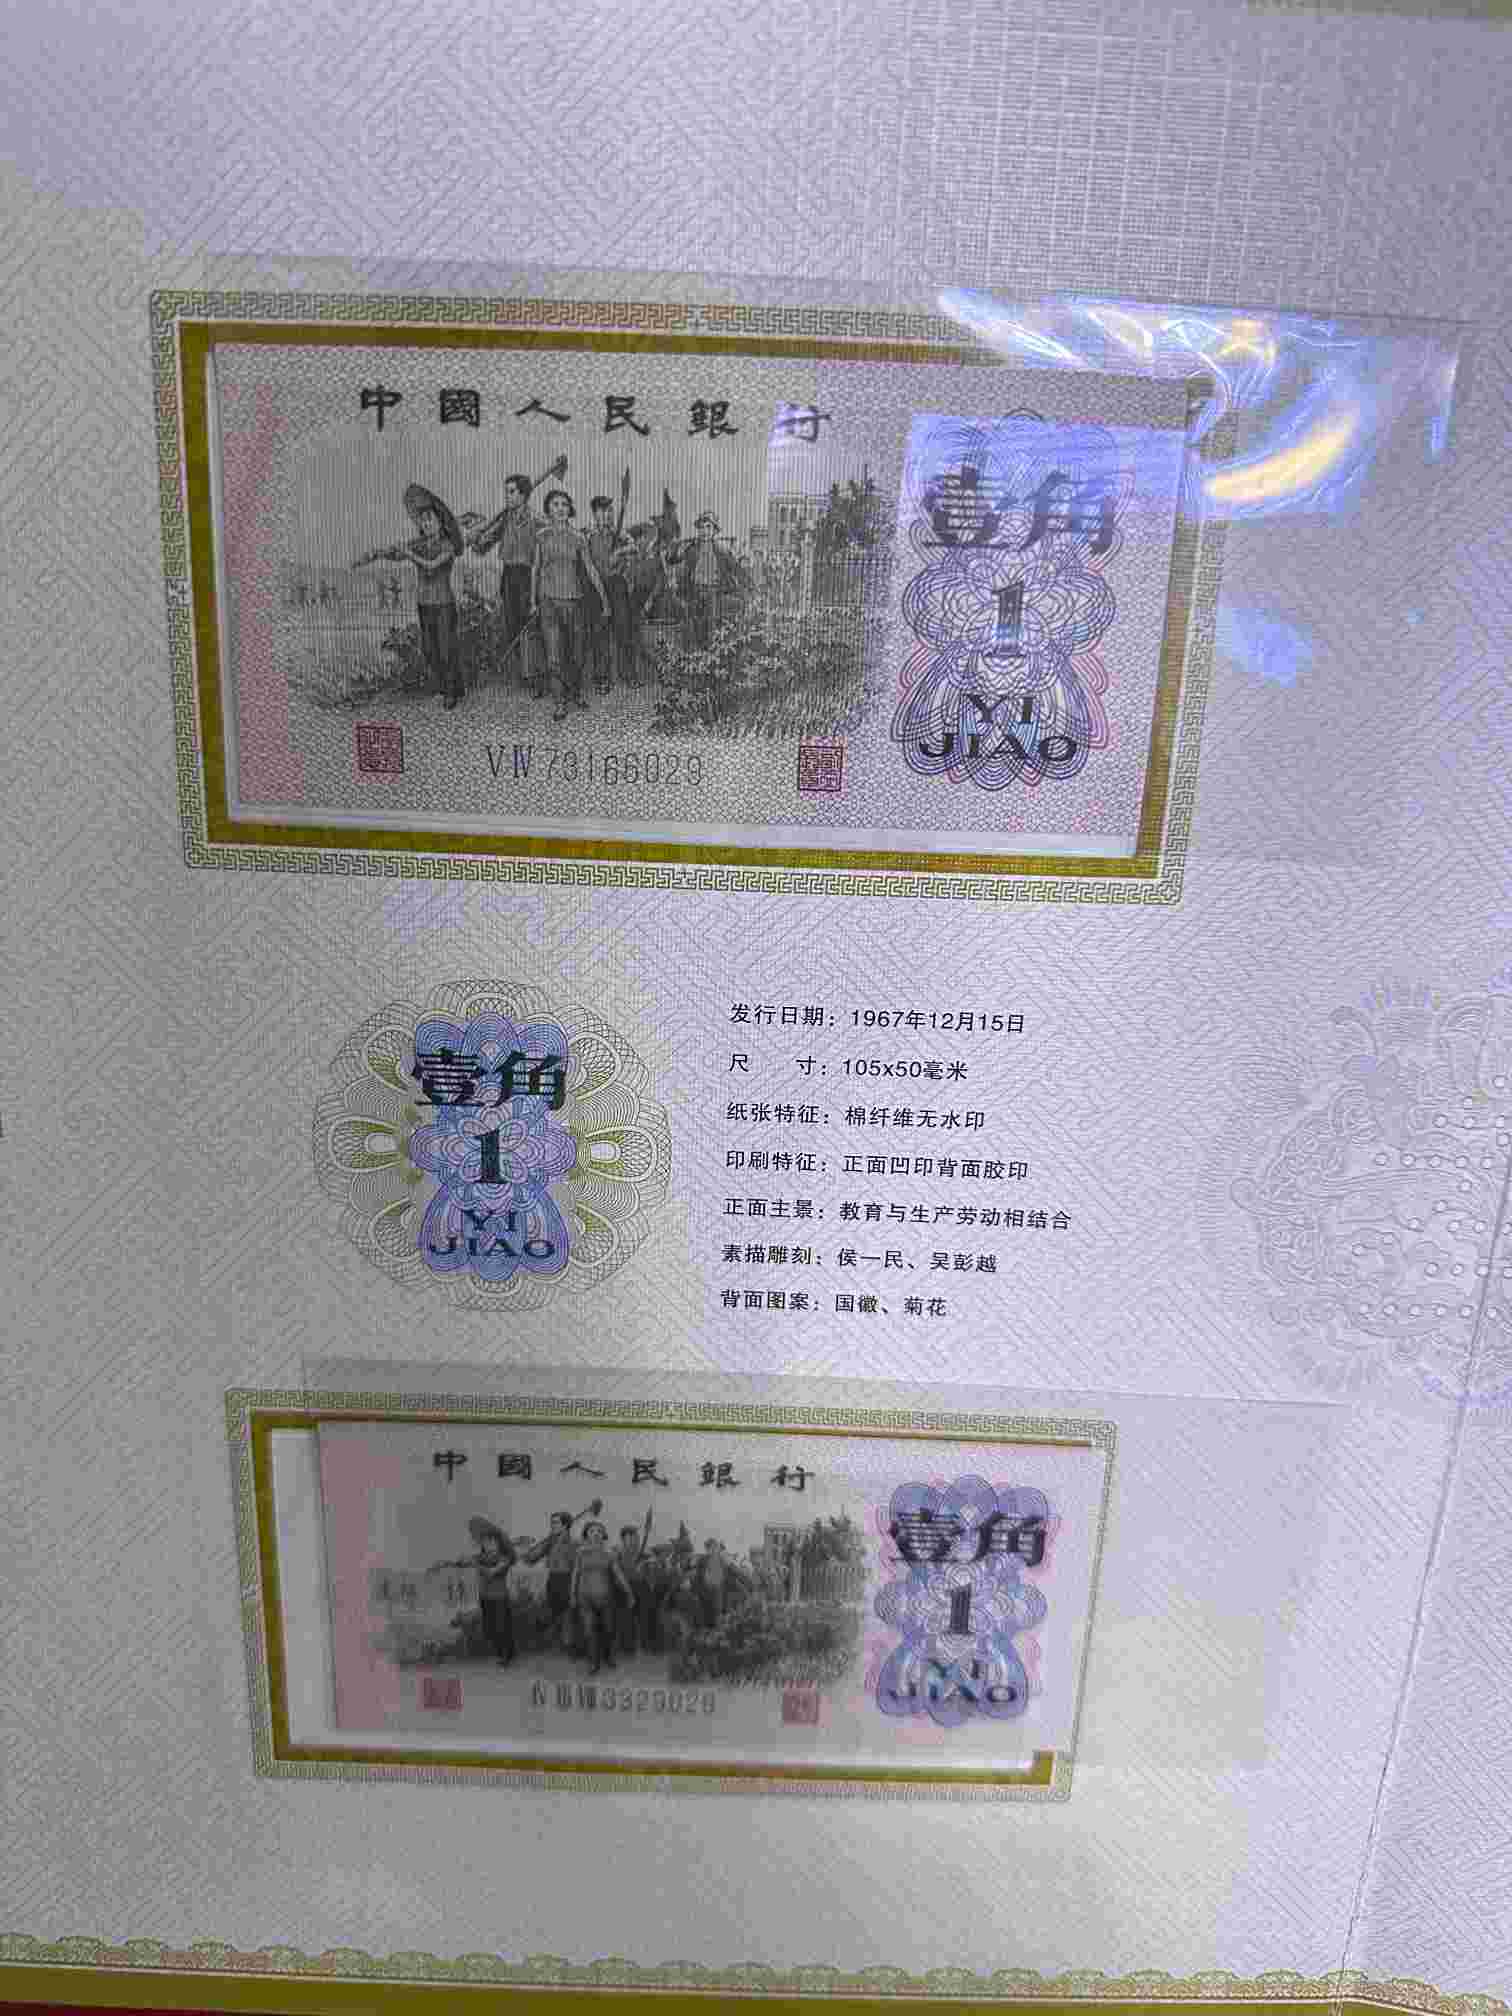 中國人民銀行
壹角
1
YI
JIAO
V IV 73166029
发行日期：1967年12月15日
尺 寸：105x50毫米
纸张特征：棉纤维无水印
印刷特征：正面凹印背面胶印
正面主景：教育与生产劳动相结合
素描雕刻：侯一民、吴彭越
背面图案：国徽、菊花
壹角
1
YI
JIAO
中國人民銀行
壹角
1
YI
JIAO